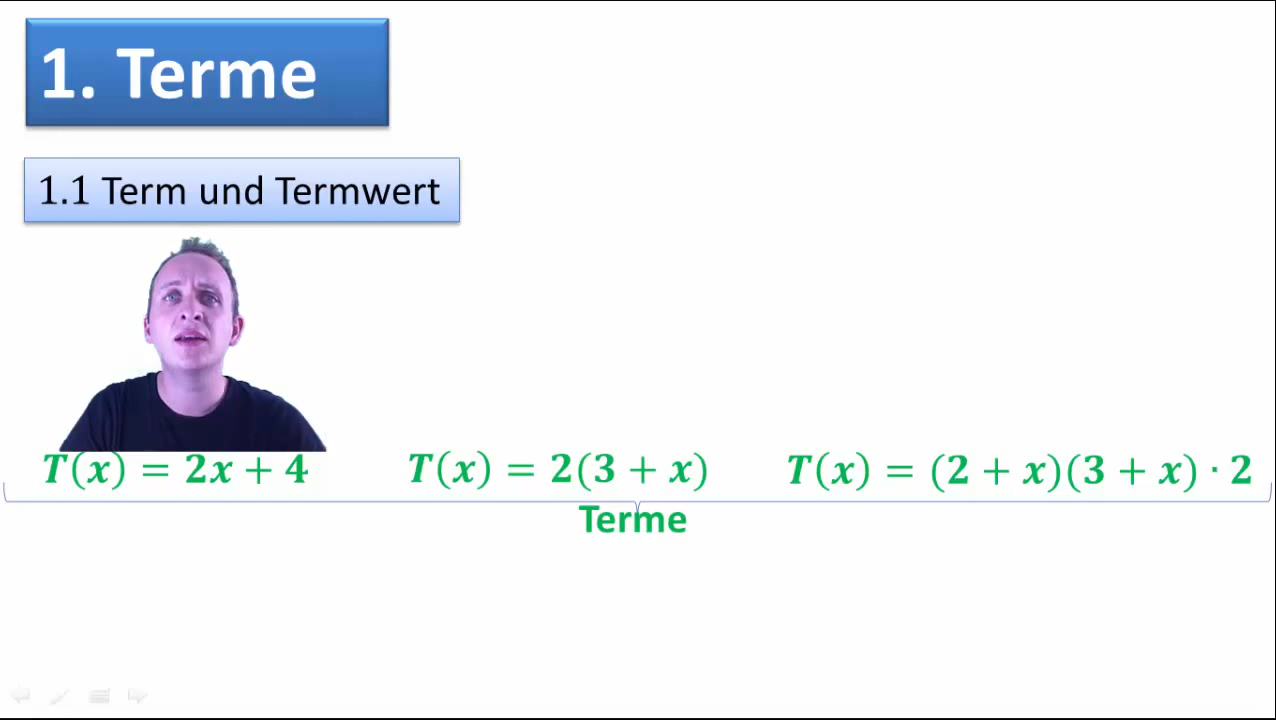 1. Terme
1.1 Term und Termwert
T(x) = 2x + 4 T(x) = 2(3 + x) T(x) = (2 + x)(3 + x) · 2
Terme